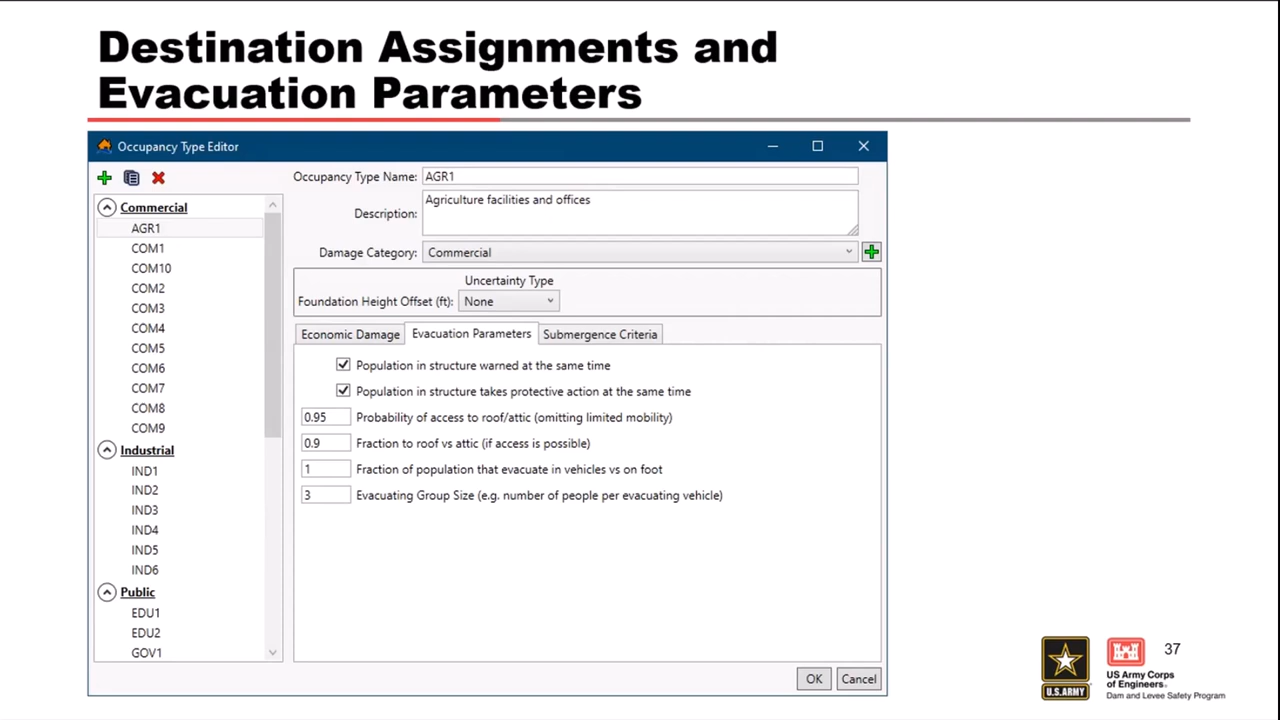 Destination Assignments and
Evacuation Parameters
Occupancy Type Editor
Commercial
AGR1
COM1
COM10
COM2
COM3
COM4
COM5
COM6
COM7
COM8
COM9
Industrial
IND1
IND2
IND3
IND4
IND5
IND6
Public
EDU1
EDU2
GOV1
Occupancy Type Name: AGR1
Description: Agriculture facilities and offices
Damage Category: Commercial
Uncertainty Type
Foundation Height Offset (ft): None
Economic Damage Evacuation Parameters Submergence Criteria
Population in structure warned at the same time
Population in structure takes protective action at the same time
0.95 Probability of access to roof/attic (omitting limited mobility)
0.9 Fraction to roof vs attic (if access is possible)
1 Fraction of population that evacuate in vehicles vs on foot
3 Evacuating Group Size (e.g. number of people per evacuating vehicle)
OK Cancel
U.S.ARMY
US Army Corps
of Engineers®
Dam and Levee Safety Program
37